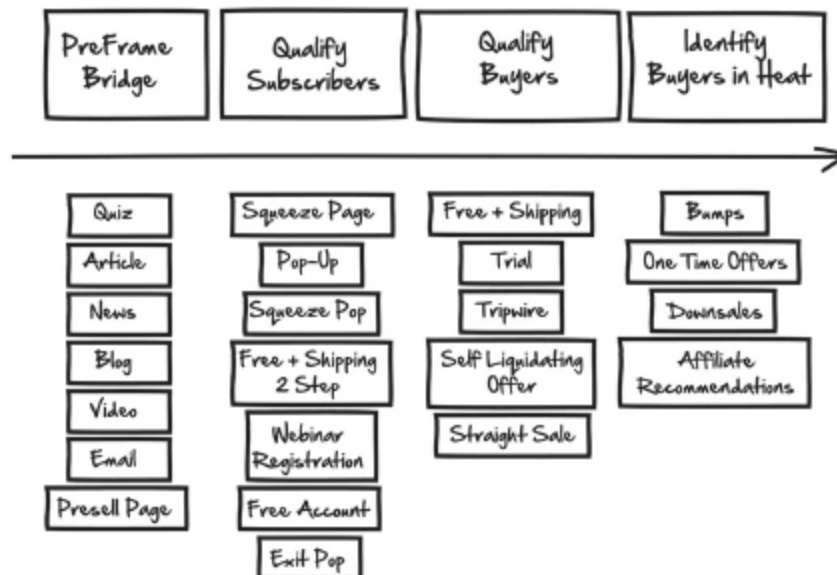 PreFrame
Bridge
Qualify
Subscribers
Qualify
Buyers
Identify
Buyers in Heat
Quiz
Article
News
Blog
Video
Email
Presell Page
Squeeze Page
Pop-Up
Squeeze Pop
Free + Shipping
2 Step
Webinar
Registration
Free Account
Exit Pop
Free + Shipping
Trial
Tripwire
Self Liquidating
Offer
Straight Sale
Bumps
One Time Offers
Downsales
Affiliate
Recommendations